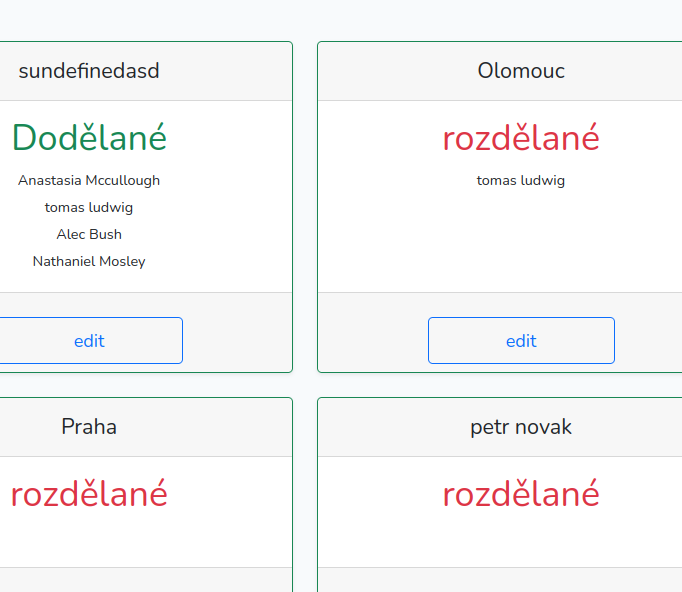 sundefinedasd
Dodělané
Anastasia Mccullough
tomas ludwig
Alec Bush
Nathaniel Mosley
edit
Olomouc
rozdělané
tomas ludwig
edit
Praha
rozdělané
petr novak
rozdělané